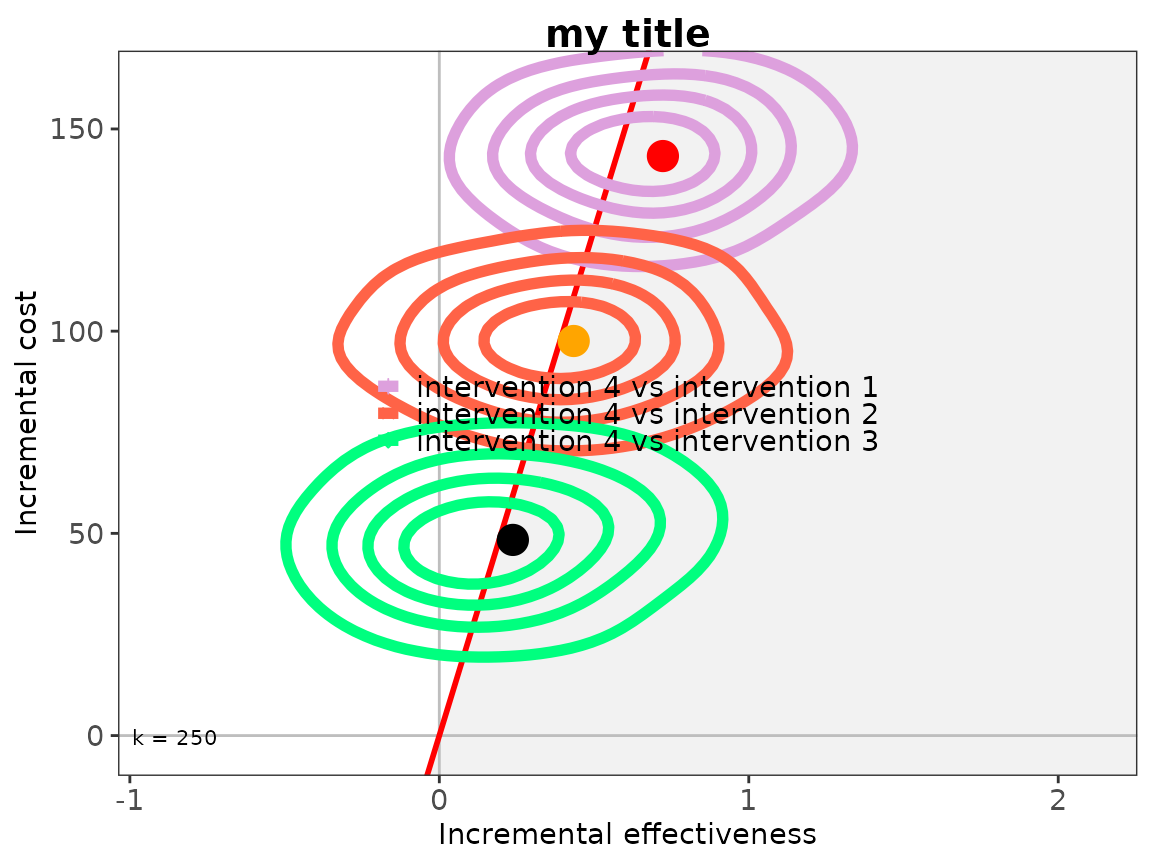 my title
Incremental cost
150
100
50
0
intervention 4 vs intervention 1
intervention 4 vs intervention 2
intervention 4 vs intervention 3
k = 250
-1
0
1
2
Incremental effectiveness